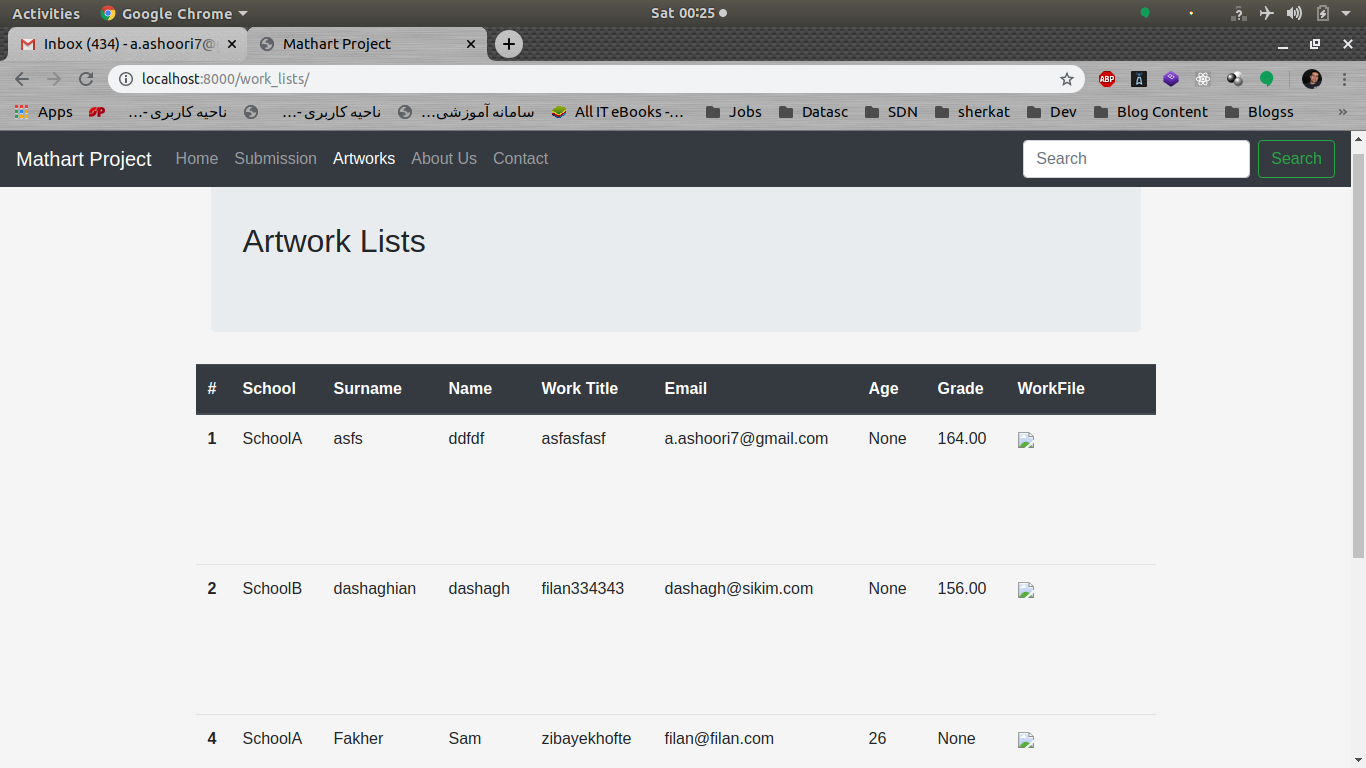 Activities Google Chrome Sat 00:25
Inbox (434) - a.ashoori7@ Mathart Project
localhost:8000/work_lists/
Apps ناحیه کاربری -... ناحیه کاربری -... سامانه آموزشی... All IT eBooks -... Jobs Datasc SDN sherkat Dev Blog Content Blogss »
Mathart Project Home Submission Artworks About Us Contact Search Search
Artwork Lists
# School Surname Name Work Title Email Age Grade WorkFile
1 SchoolA asfs ddfdf asfasfasf a.ashoori7@gmail.com None 164.00
2 SchoolB dashaghian dashagh filan334343 dashagh@sikim.com None 156.00
4 SchoolA Fakher Sam zibayekhofte filan@filan.com 26 None